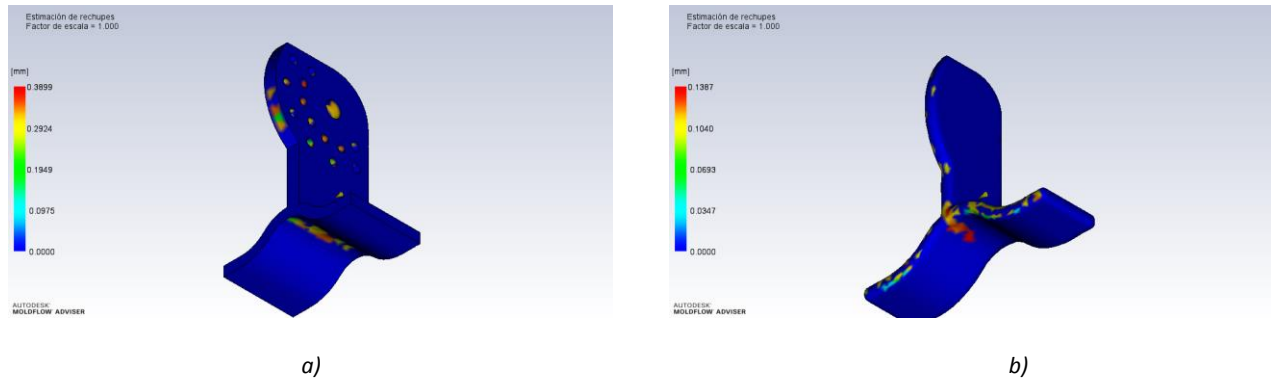 Estimación de rechupes
Factor de escala = 1.000
[mm]
0.3899
0.2924
0.1949
0.0975
0.0000
AUTODESK
MOLDFLOW ADVISER
a)
Estimación de rechupes
Factor de escala = 1.000
[mm]
0.1387
0.1040
0.0693
0.0347
0.0000
AUTODESK
MOLDFLOW ADVISER
b)